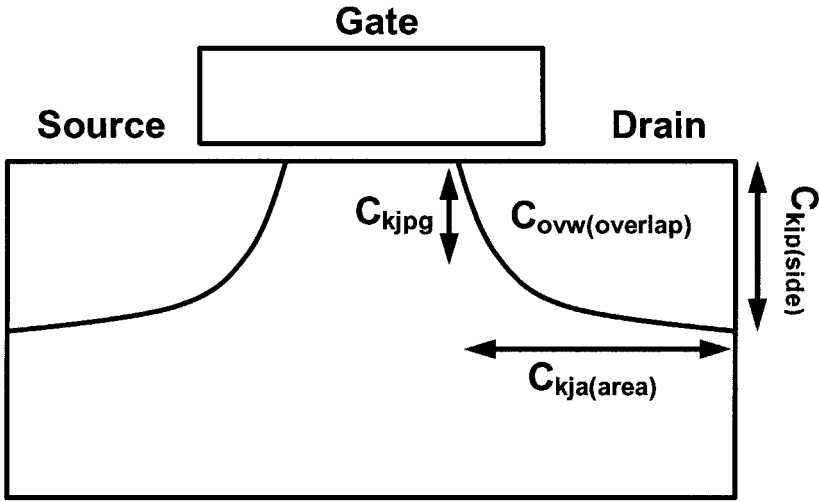 Gate
Source
Drain
Ckjpg
Covw(overlap)
Ckjp(side)
Ckja(area)